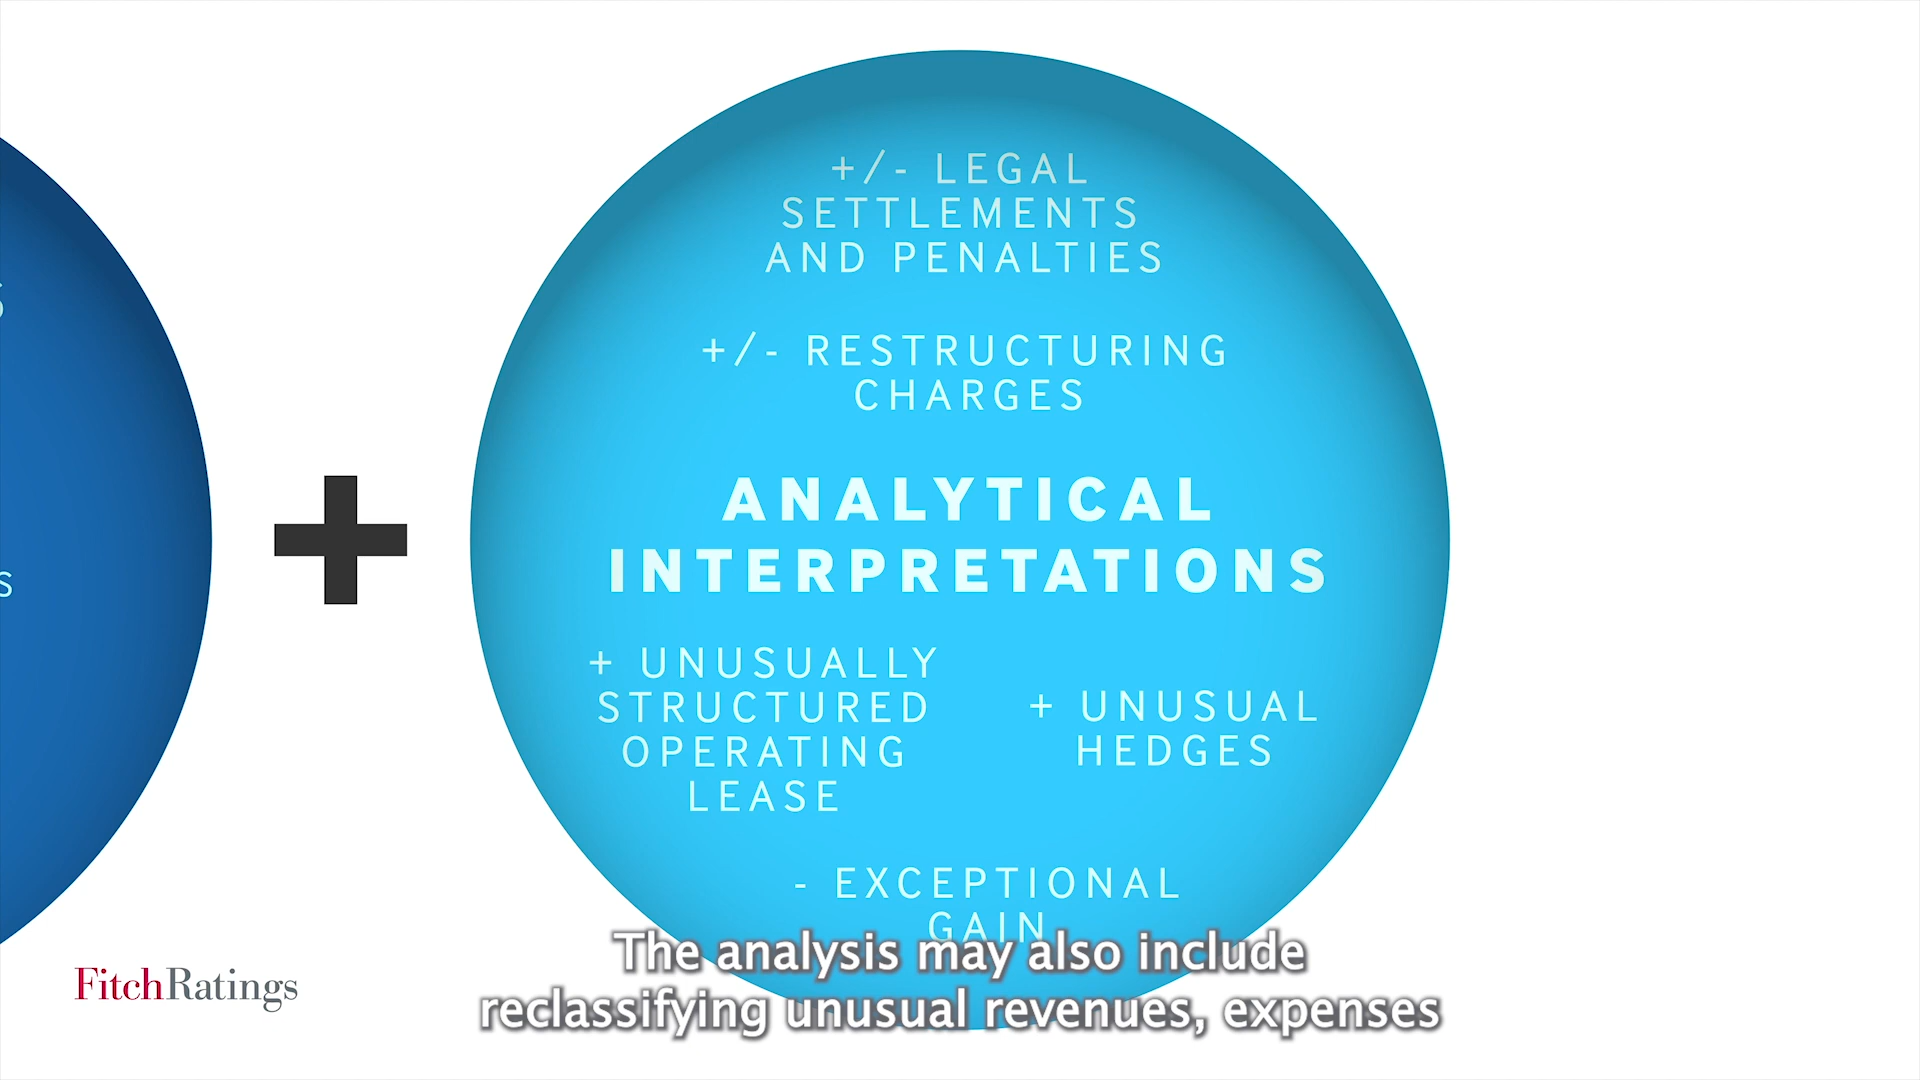 +/- LEGAL
SETTLEMENTS
AND PENALTIES
+/- RESTRUCTURING
CHARGES
ANALYTICAL
INTERPRETATIONS
+ UNUSUALLY
STRUCTURED
OPERATING
LEASE
+ UNUSUAL
HEDGES
- EXCEPTIONAL
GAIN
The analysis may also include
reclassifying unusual revenues, expenses
FitchRatings